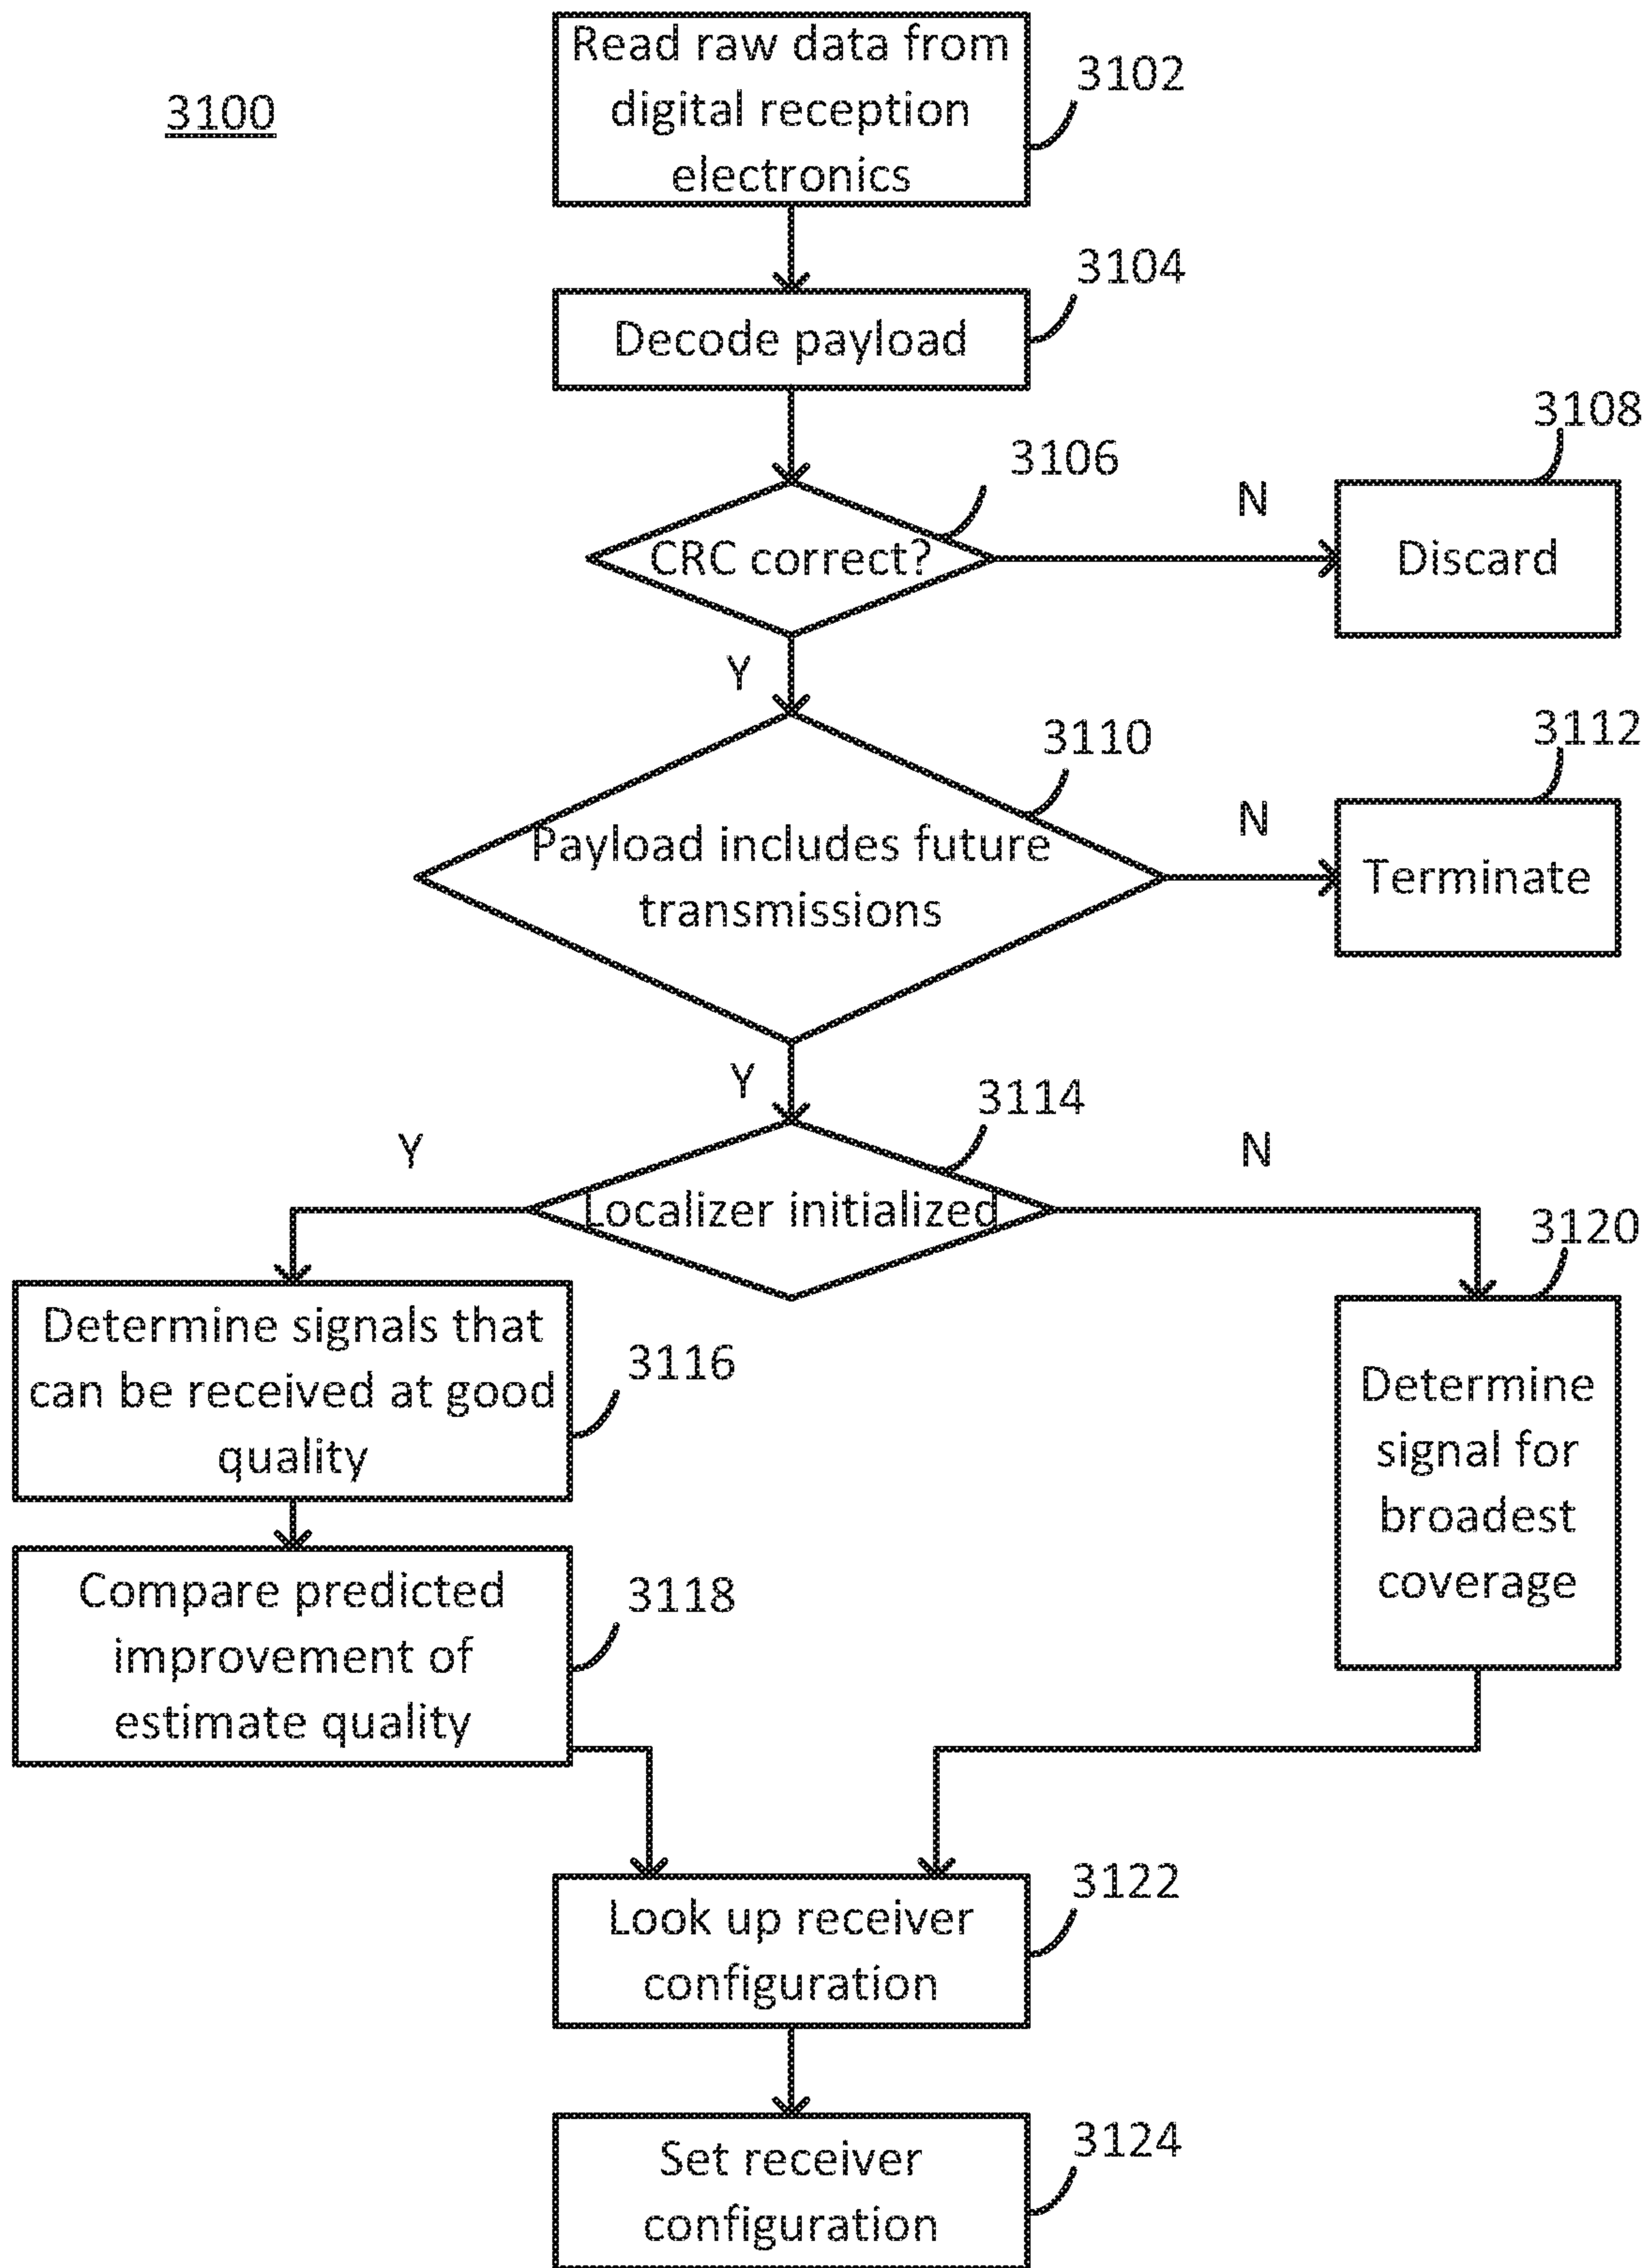 3100
Read raw data from
digital reception
electronics
3102
Decode payload
3104
CRC correct?
3106
N
Discard
3108
Y
Payload includes future
transmissions
3110
N
Terminate
3112
Y
Localizer initialized
3114
Y
N
Determine signals that
can be received at good
quality
3116
Compare predicted
improvement of
estimate quality
3118
Determine
signal for
broadest
coverage
3120
Look up receiver
configuration
3122
Set receiver
configuration
3124